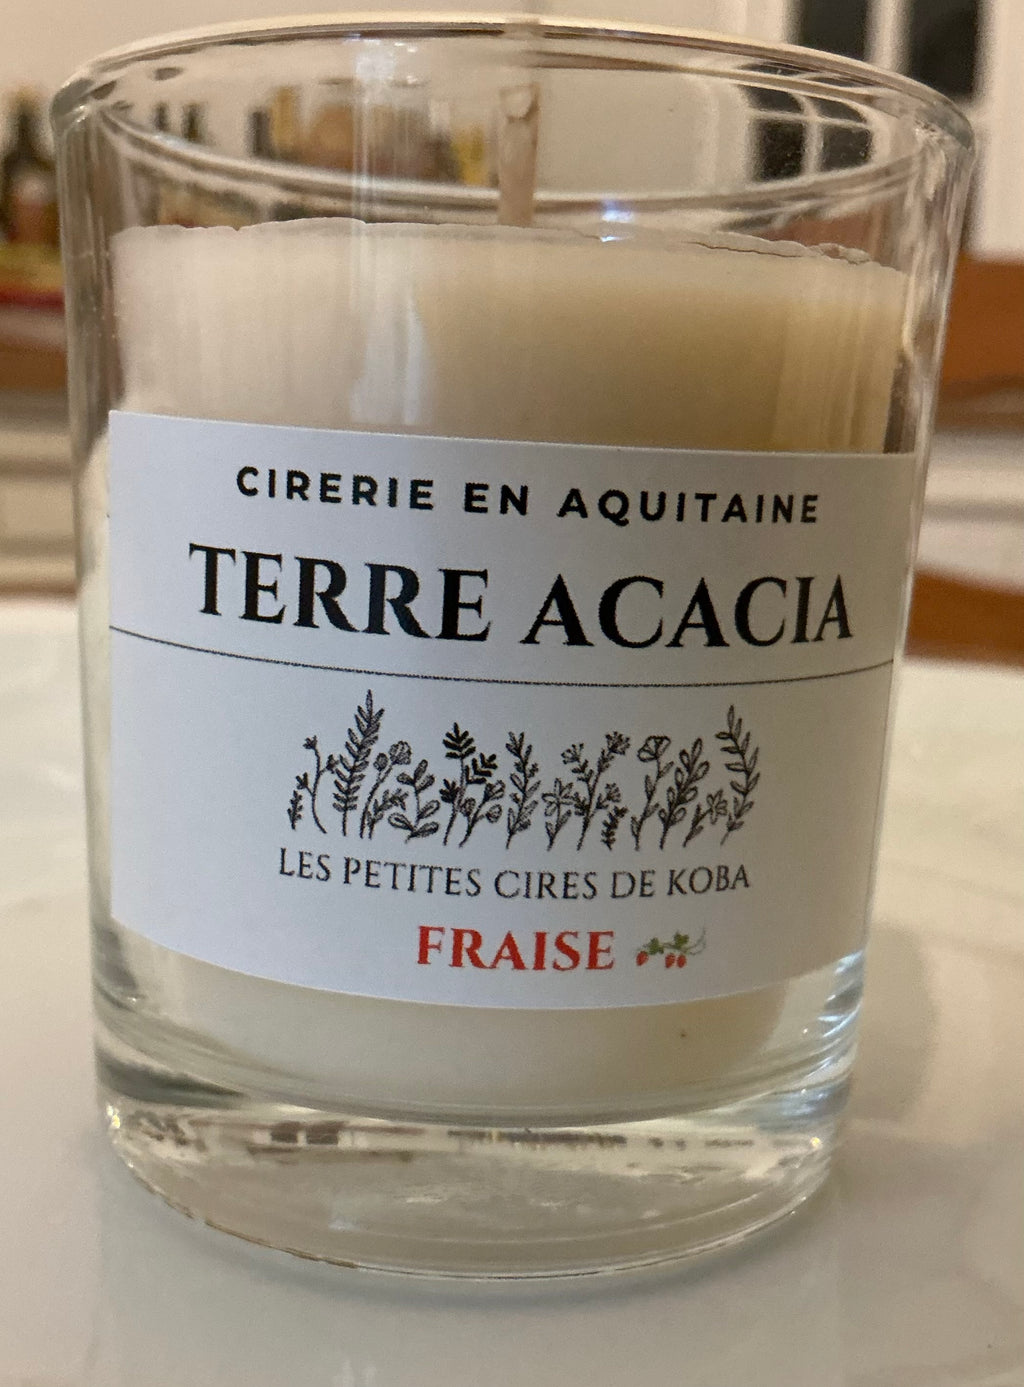 CIRERIE EN AQUITAINE
TERRE ACACIA
LES PETITES CIRES DE KOBA
FRAISE